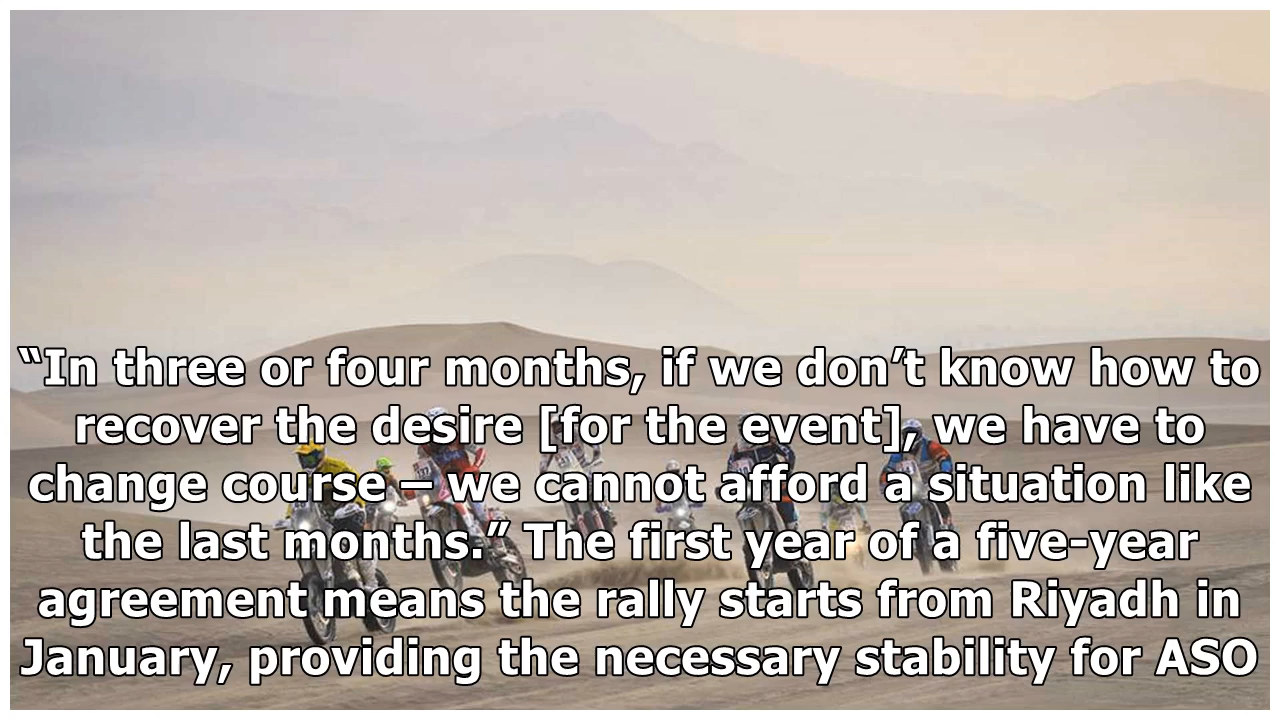 “In three or four months, if we don’t know how to
recover the desire [for the event], we have to
change course – we cannot afford a situation like
the last months.” The first year of a five-year
agreement means the rally starts from Riyadh in
January, providing the necessary stability for ASO